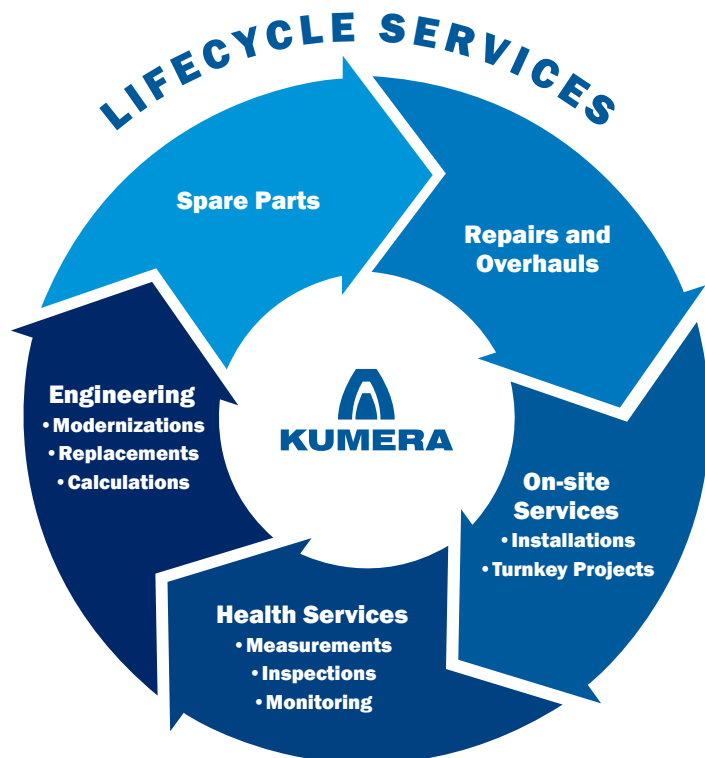 LIFECYCLE SERVICES
Spare Parts
Repairs and
Overhauls
On-site
Services
• Installations
• Turnkey Projects
Health Services
• Measurements
• Inspections
• Monitoring
Engineering
• Modernizations
• Replacements
• Calculations
KUMERA